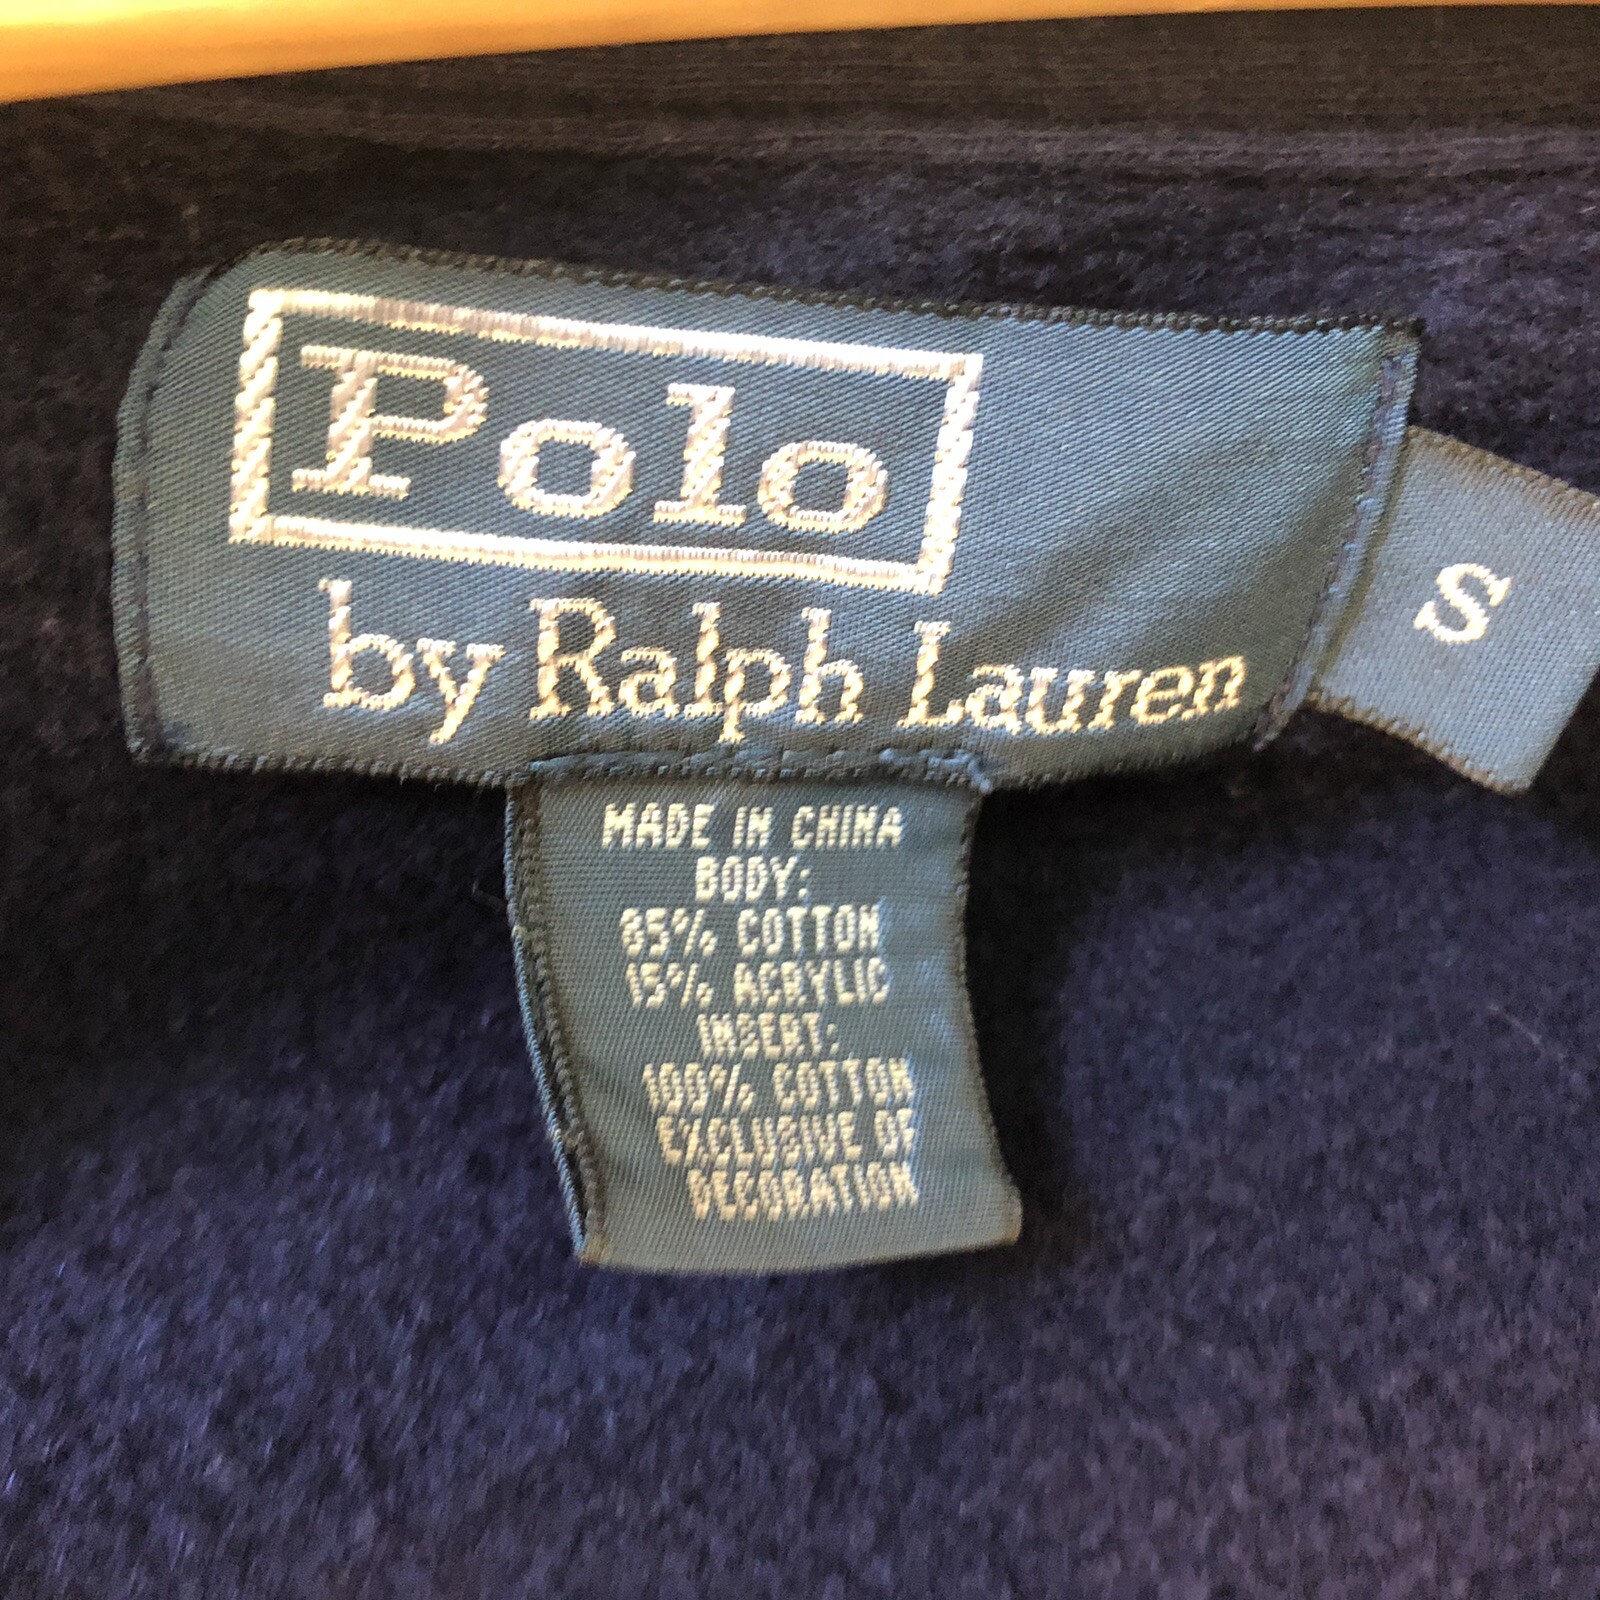 Polo
by Ralph Lauren
S
MADE IN CHINA
BODY:
85% COTTON
15% ACRYLIC
INSERT:
100% COTTON
EXCLUSIVE OF
DECORATION